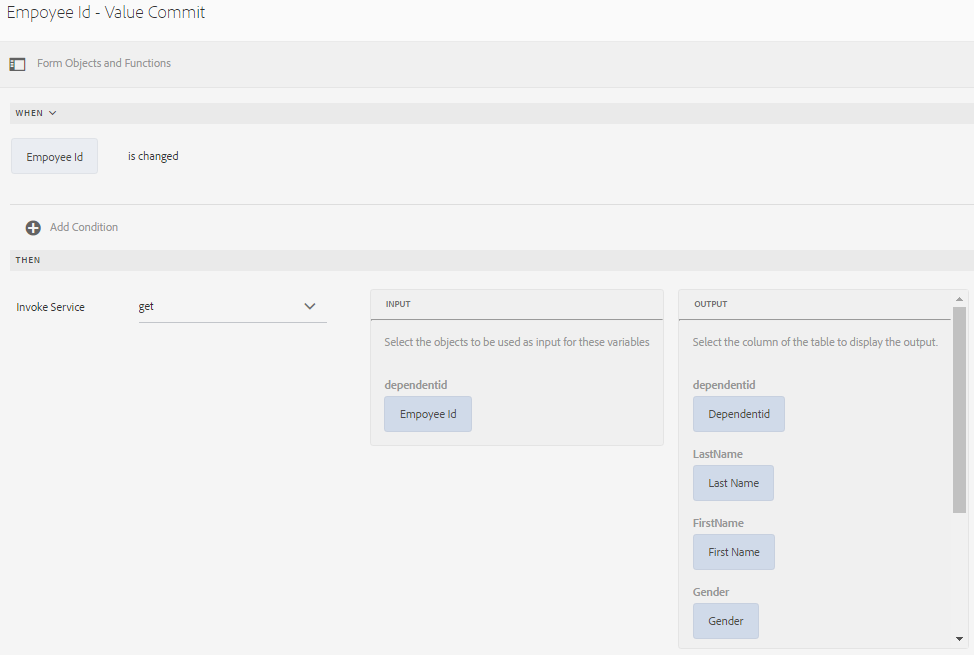 Empoyee Id - Value Commit
Form Objects and Functions
WHEN
Empoyee Id is changed
Add Condition
THEN
Invoke Service get
INPUT
Select the objects to be used as input for these variables
dependentid
Empoyee Id
OUTPUT
Select the column of the table to display the output.
dependentid
Dependentid
LastName
Last Name
FirstName
First Name
Gender
Gender